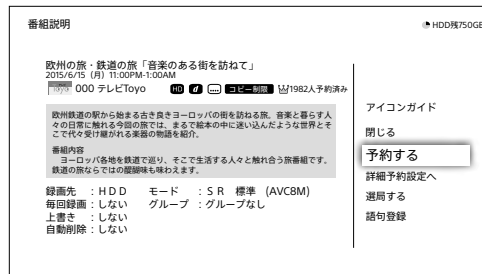 番組説明
HDD残750GB
欧州の旅・鉄道の旅「音楽のある街を訪ねて」
2015/6/15（月）11:00PM-1:00AM
Toyo 000 テレビToyo HD d ... コピー制限 1982人予約済み
欧州鉄道の駅から始まる古き良きヨーロッパの街を訪ねる旅。音楽と暮らす人
々の日常に触れる今回の旅では、まるで絵本の中に迷い込んだような世界とそ
こで代々受け継がれる楽器の物語を紹介。
番組内容
ヨーロッパ各地を鉄道で巡り、そこで生活する人々と触れ合う旅番組です。
鉄道の旅ならではの醍醐味も味わえます。
録画先 ：ＨＤＤ モード ：ＳＲ 標準 (AVC8M)
毎回録画：しない グループ ：グループなし
上書き ：しない
自動削除：しない
アイコンガイド
閉じる
予約する
詳細予約設定へ
選局する
語句登録